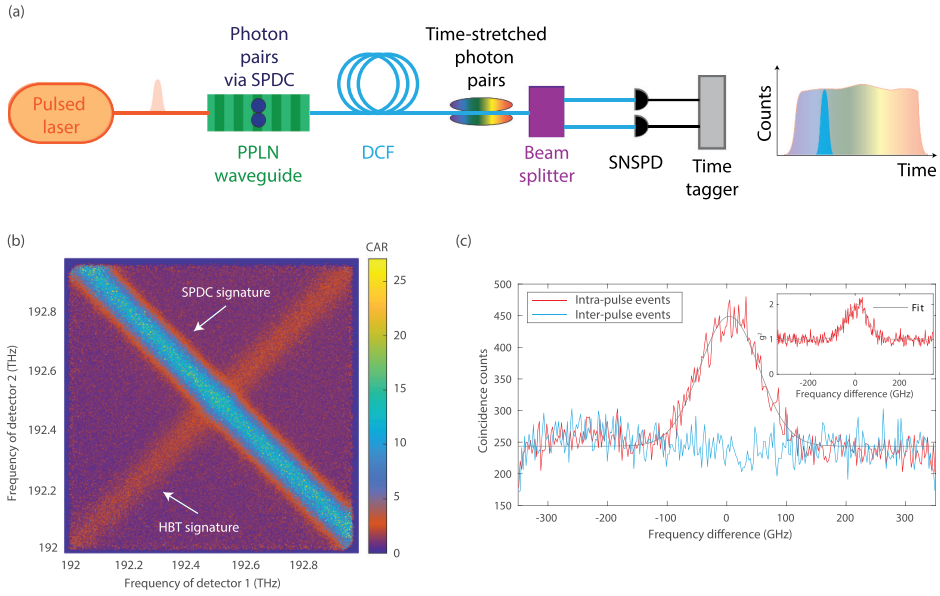 (a)
Photon
pairs
via SPDC
Time-stretched
photon
pairs
Pulsed
laser
PPLN
waveguide
DCF
Beam
splitter
SNSPD
Time
tagger
Counts
Time
(b)
CAR
SPDC signature
HBT signature
25
20
15
10
5
0
Frequency of detector 2 (THz)
192.8
192.6
192.4
192.2
192
192
192.2
192.4
192.6
192.8
Frequency of detector 1 (THz)
(c)
Coincidence counts
500
450
400
350
300
250
200
150
Intra-pulse events
Inter-pulse events
-300
-200
-100
0
100
200
300
Frequency difference (GHz)
Fit
2
1
0
-200
0
200
Frequancy difference (GHz)